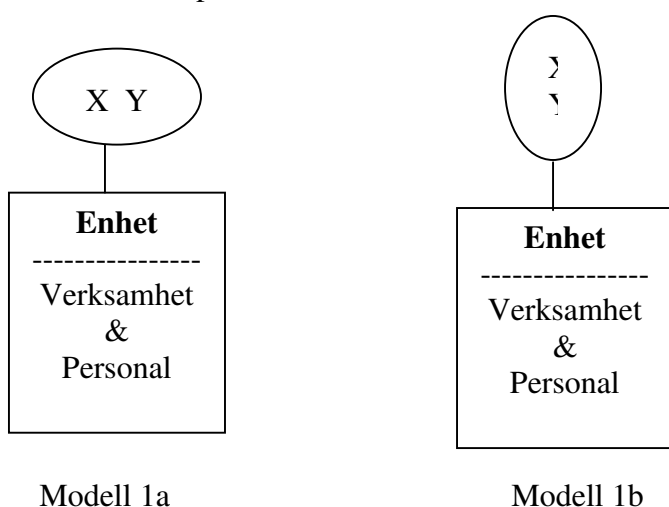 X Y
Enhet
-----------------
Verksamhet
&
Personal
Modell 1a
X
Y
Enhet
-----------------
Verksamhet
&
Personal
Modell 1b